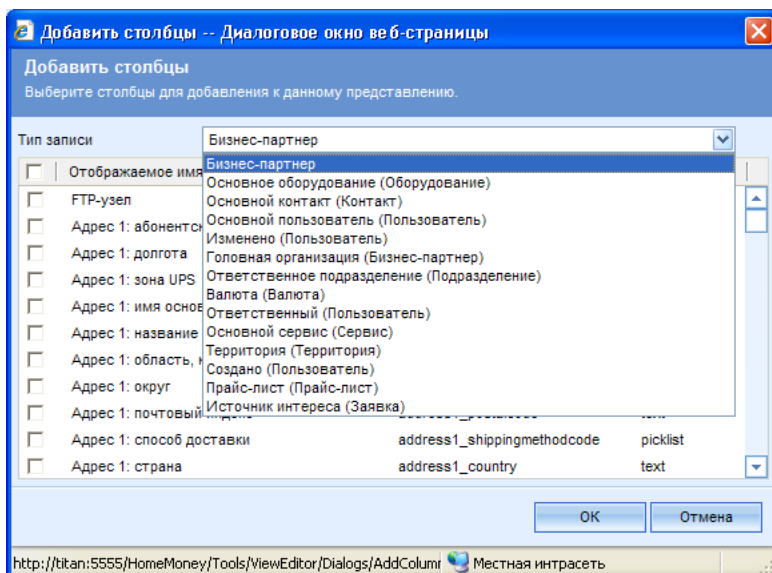 Добавить столбцы -- Диалоговое окно веб-страницы
Добавить столбцы
Выберите столбцы для добавления к данному представлению.
Тип записи Бизнес-партнер
Отображаемое имя
Бизнес-партнер
Основное оборудование (Оборудование)
Основной контакт (Контакт)
Основной пользователь (Пользователь)
Изменено (Пользователь)
Головная организация (Бизнес-партнер)
Ответственное подразделение (Подразделение)
Валюта (Валюта)
Ответственный (Пользователь)
Основной сервис (Сервис)
Территория (Территория)
Создано (Пользователь)
Прайс-лист (Прайс-лист)
Источник интереса (Заявка)
FTP-узел
Адрес 1: абонентск
Адрес 1: долгота
Адрес 1: зона UPS
Адрес 1: имя основ
Адрес 1: название
Адрес 1: область,
Адрес 1: округ
Адрес 1: почтовый индекс address1_postalcode text
Адрес 1: способ доставки address1_shippingmethodcode picklist
Адрес 1: страна address1_country text
ОК Отмена
http://titan:5555/HomeMoney/Tools/ViewEditor/Dialogs/AddColumr Местная интрасеть